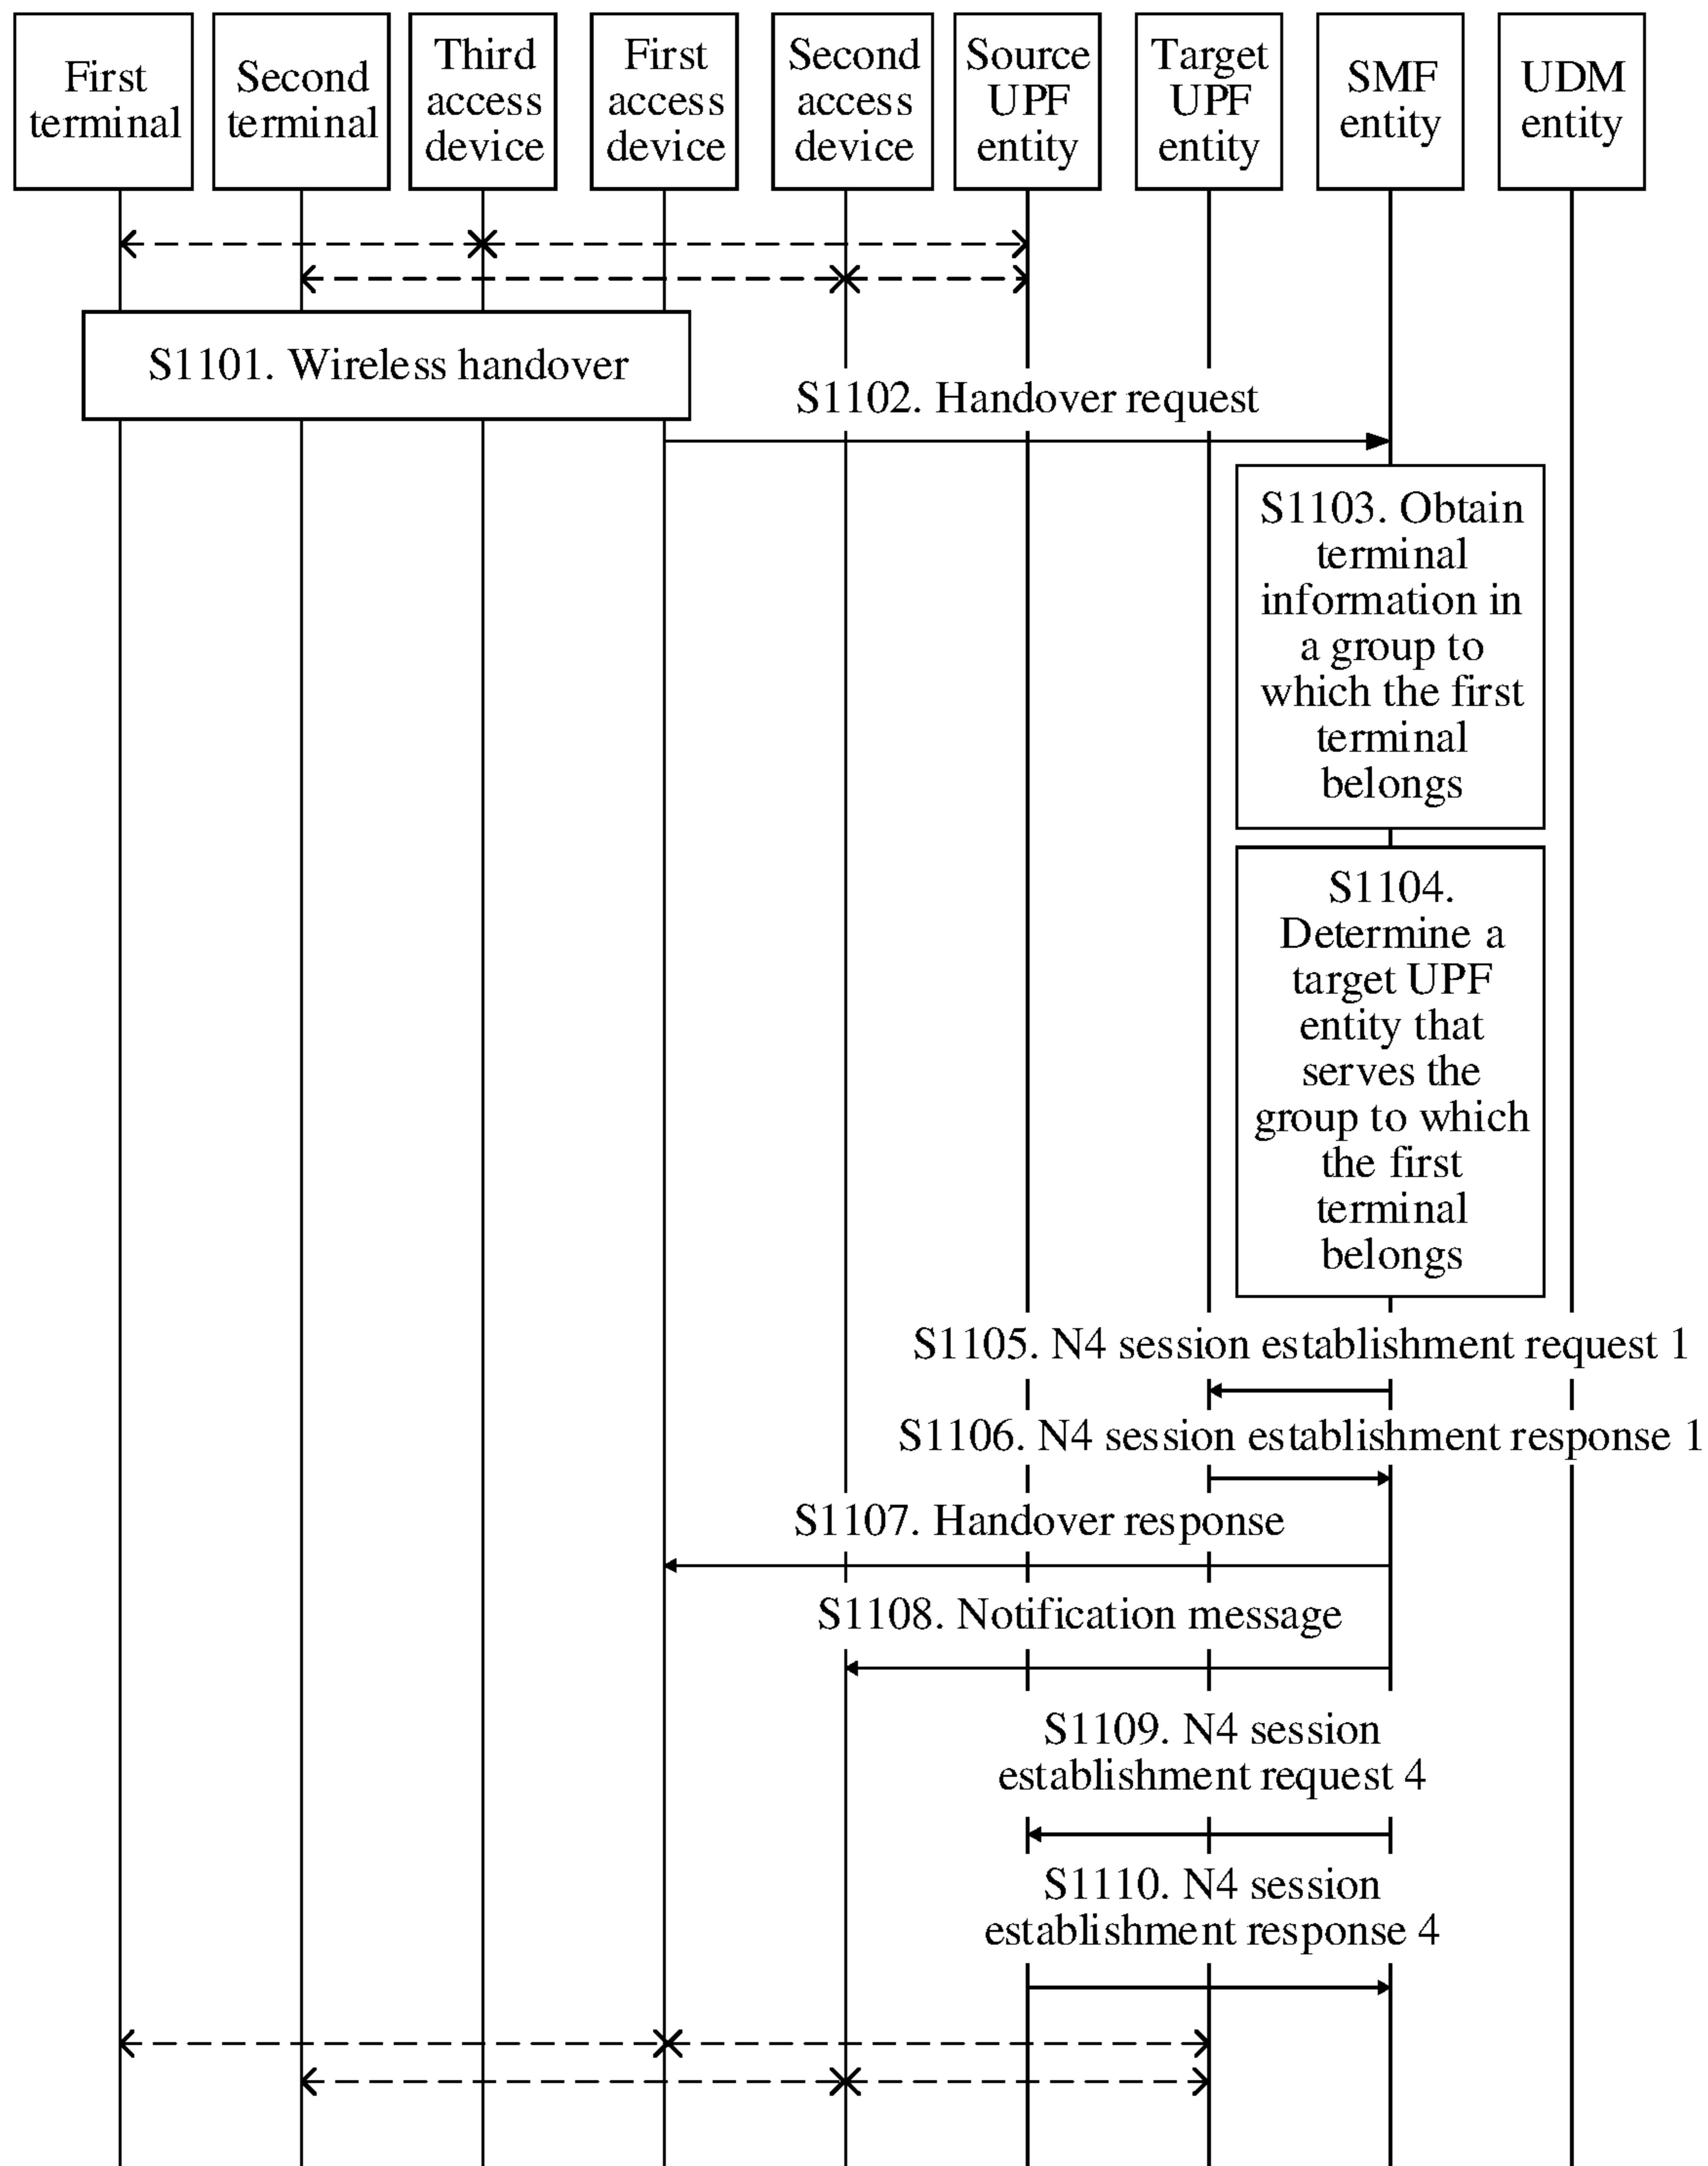 First
terminal
Second
terminal
Third
access
device
First
access
device
Second
access
device
Source
UPF
entity
Target
UPF
entity
SMF
entity
UDM
entity
S1101. Wireless handover
S1102. Handover request
S1103. Obtain
terminal
information in
a group to
which the first
terminal
belongs
S1104.
Determine a
target UPF
entity that
serves the
group to which
the first
terminal
belongs
S1105. N4 session establishment request 1
S1106. N4 session establishment response 1
S1107. Handover response
S1108. Notification message
S1109. N4 session
establishment request 4
S1110. N4 session
establishment response 4